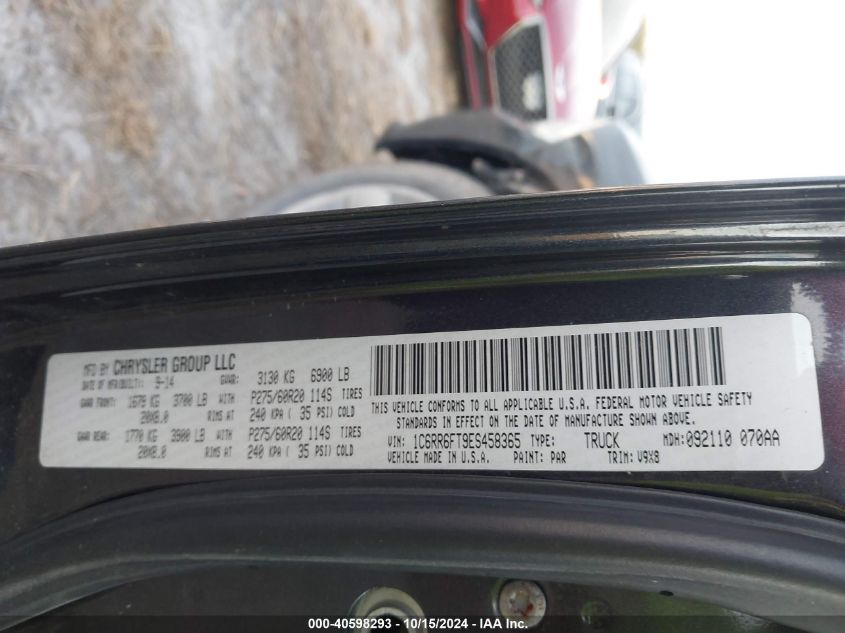 MFD BY CHRYSLER GROUP LLC
DATE OF MFR(BUILT): 9-14 GVWR: 3130 KG 6900 LB
GAWR FRONT: 1679 KG 3700 LB WITH P275/60R20 114S TIRES
20X8.0 RIMS AT 240 KPA ( 35 PSI) COLD
GAWR REAR: 1770 KG 3900 LB WITH P275/60R20 114S TIRES
20X8.0 RIMS AT 240 KPA ( 35 PSI) COLD
THIS VEHICLE CONFORMS TO ALL APPLICABLE U.S.A. FEDERAL MOTOR VEHICLE SAFETY
STANDARDS IN EFFECT ON THE DATE OF MANUFACTURE SHOWN ABOVE.
VIN: 1C6RR6FT9ES458365 TYPE: TRUCK MDH: 092110 070AA
VEHICLE MADE IN U.S.A. PAINT: PAR TRIM: V9X8
000-40598293 - 10/15/2024 - IAA